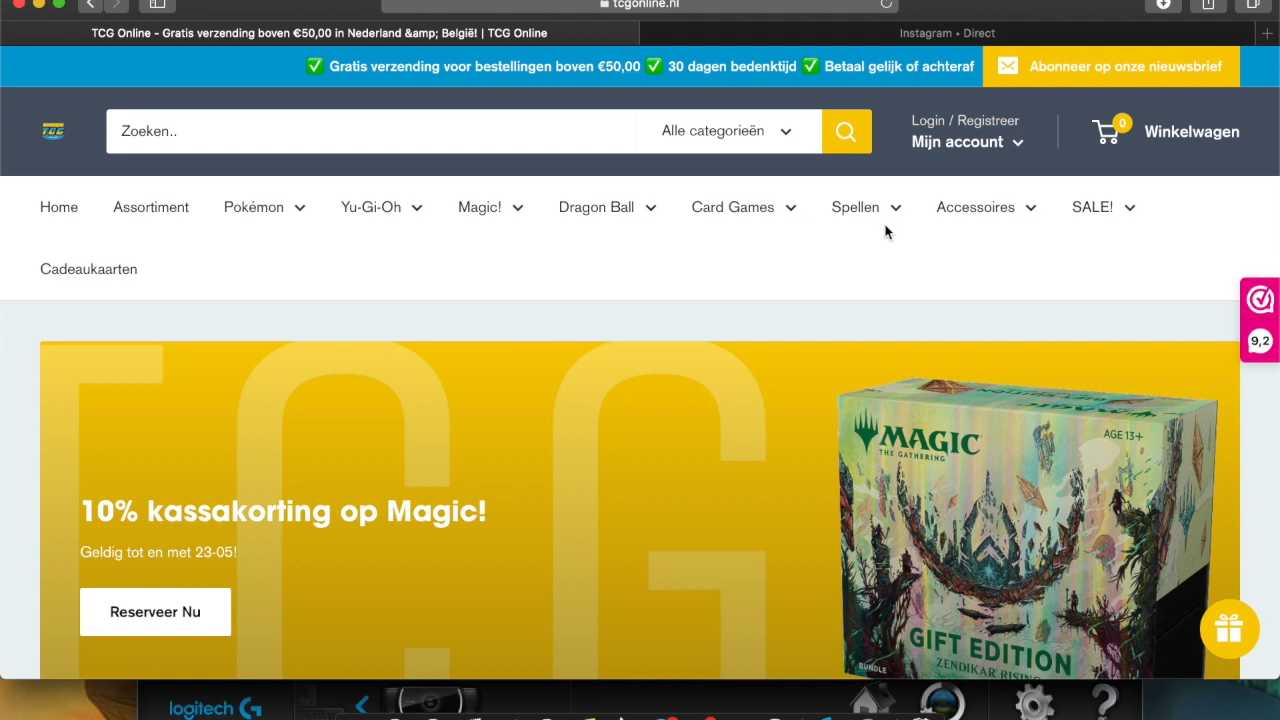 tcgonline.nl
TCG Online - Gratis verzending boven €50,00 in Nederland &amp; België! | TCG Online
Instagram • Direct
✅ Gratis verzending voor bestellingen boven €50,00 ✅ 30 dagen bedenktijd ✅ Betaal gelijk of achteraf
Abonneer op onze nieuwsbrief
TCG
Zoeken..
Alle categorieën
Login / Registreer
Mijn account
0
Winkelwagen
Home Assortiment Pokémon Yu-Gi-Oh Magic! Dragon Ball Card Games Spellen Accessoires SALE!
Cadeaukaarten
9,2
TCG
10% kassakorting op Magic!
Geldig tot en met 23-05!
Reserveer Nu
AGE 13+
MAGIC
THE GATHERING
GIFT EDITION
BUNDLE
ZENDIKAR RISING
logitech